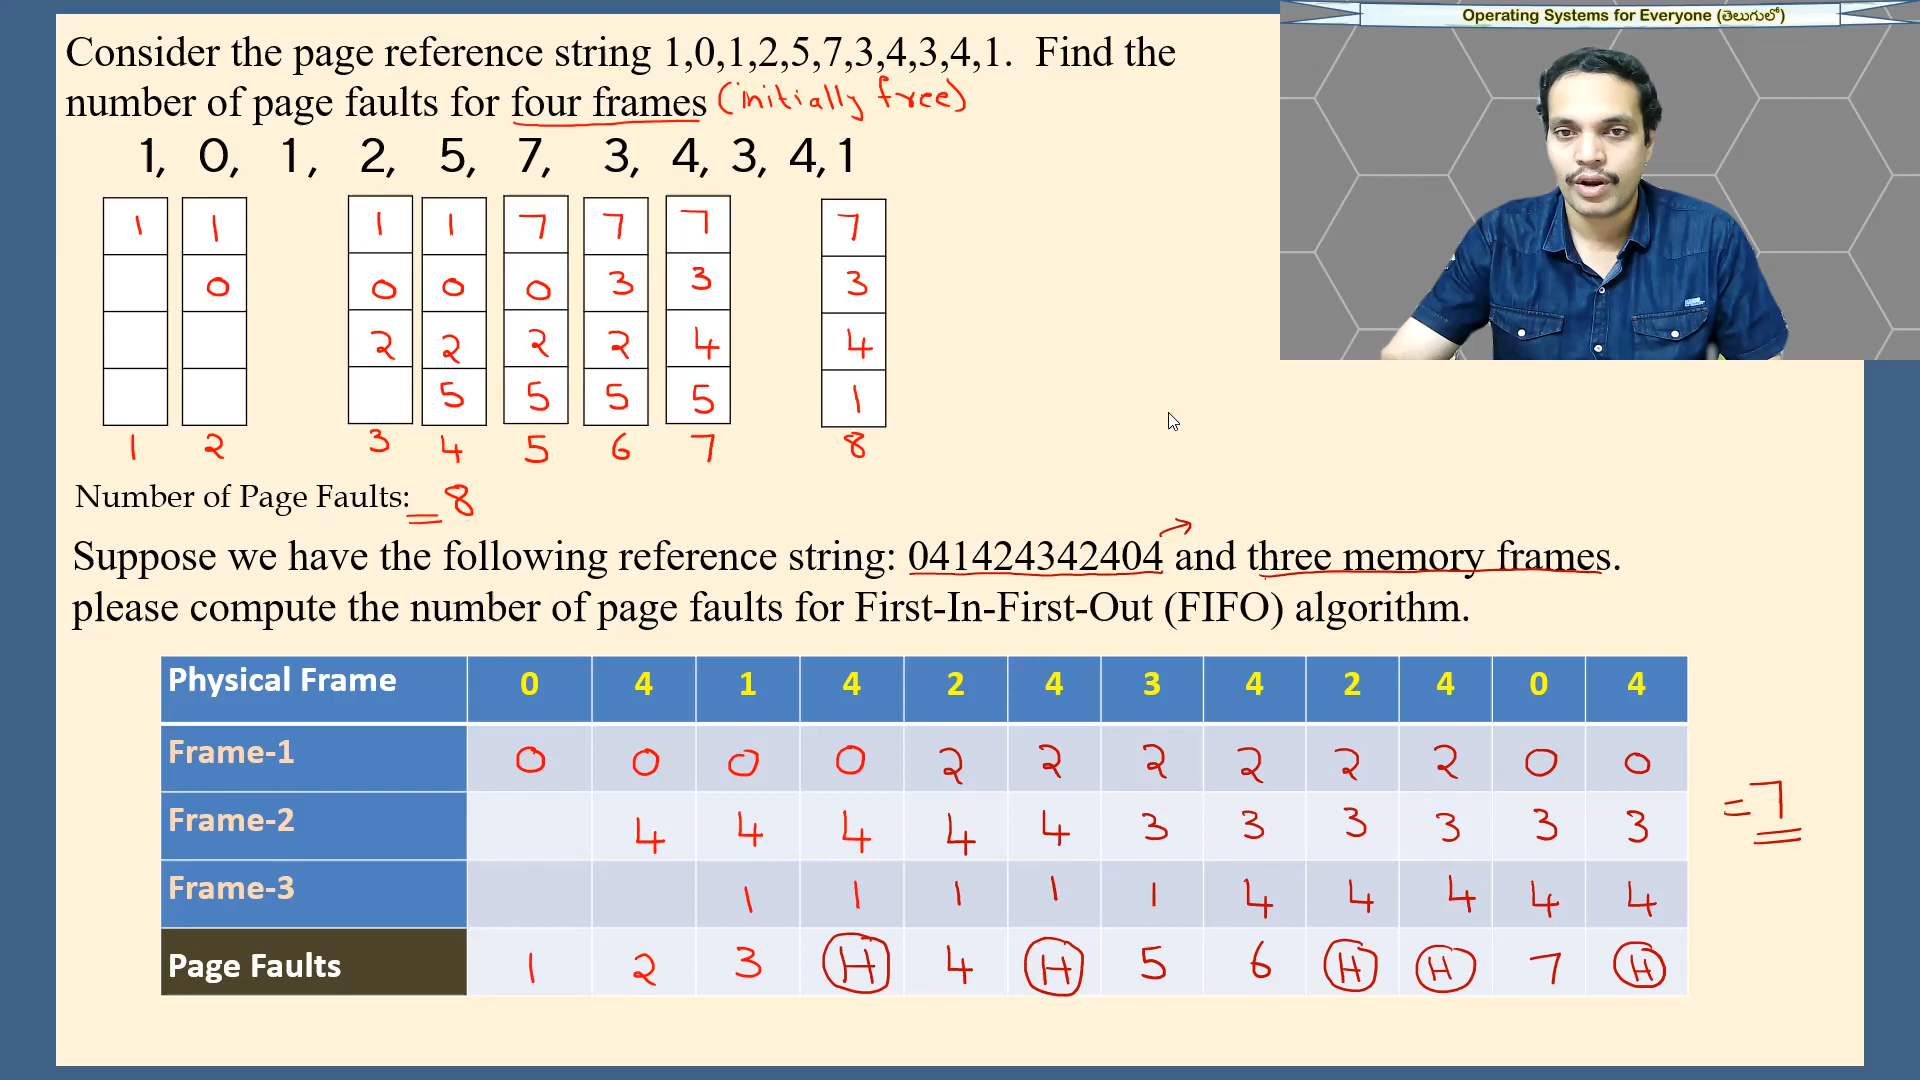 Operating Systems for Everyone (తెలుగులో)
Consider the page reference string 1,0,1,2,5,7,3,4,3,4,1. Find the
number of page faults for four frames (initially free)
1, 0, 1, 2, 5, 7, 3, 4, 3, 4, 1
1 1 1 1 7 7 7 7
0 0 0 0 3 3 3
2 2 2 2 4 4
5 5 5 5 1
1 2 3 4 5 6 7 8
Number of Page Faults: 8
Suppose we have the following reference string: 041424342404 and three memory frames.
please compute the number of page faults for First-In-First-Out (FIFO) algorithm.
Physical Frame 0 4 1 4 2 4 3 4 2 4 0 4
Frame-1 0 0 0 0 2 2 2 2 2 2 0 0
Frame-2 4 4 4 4 4 3 3 3 3 3 3 = 7
Frame-3 1 1 1 1 1 4 4 4 4 4
Page Faults 1 2 3 H 4 H 5 6 H H 7 H